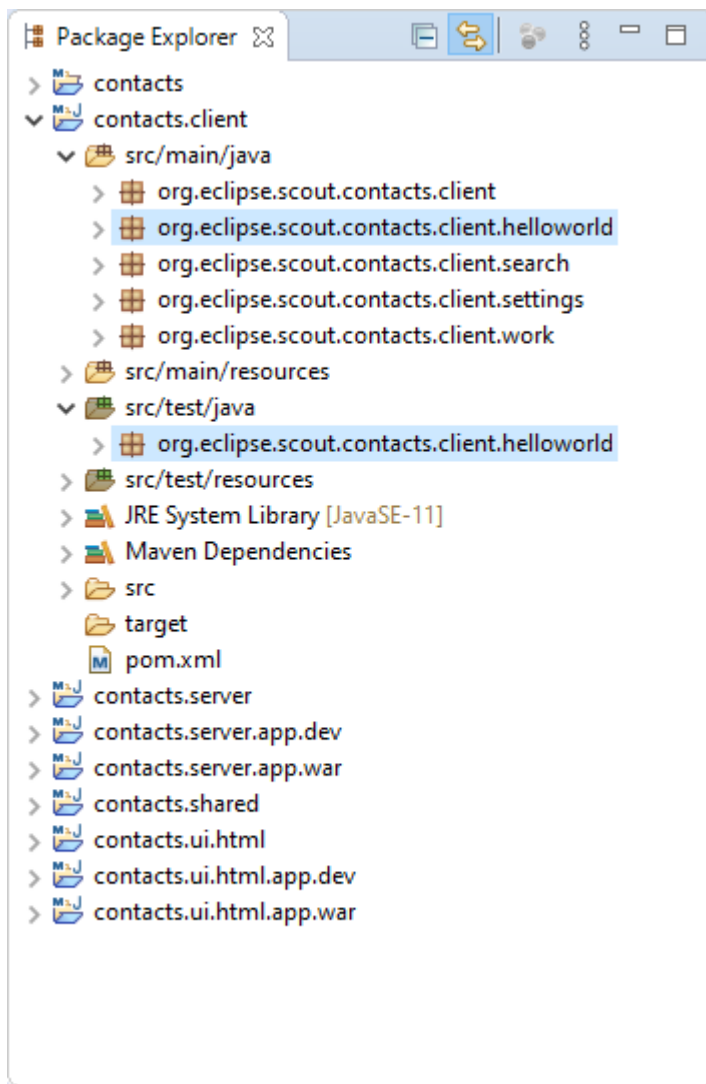 Package Explorer
contacts
contacts.client
src/main/java
org.eclipse.scout.contacts.client
org.eclipse.scout.contacts.client.helloworld
org.eclipse.scout.contacts.client.search
org.eclipse.scout.contacts.client.settings
org.eclipse.scout.contacts.client.work
src/main/resources
src/test/java
org.eclipse.scout.contacts.client.helloworld
src/test/resources
JRE System Library [JavaSE-11]
Maven Dependencies
src
target
pom.xml
contacts.server
contacts.server.app.dev
contacts.server.app.war
contacts.shared
contacts.ui.html
contacts.ui.html.app.dev
contacts.ui.html.app.war